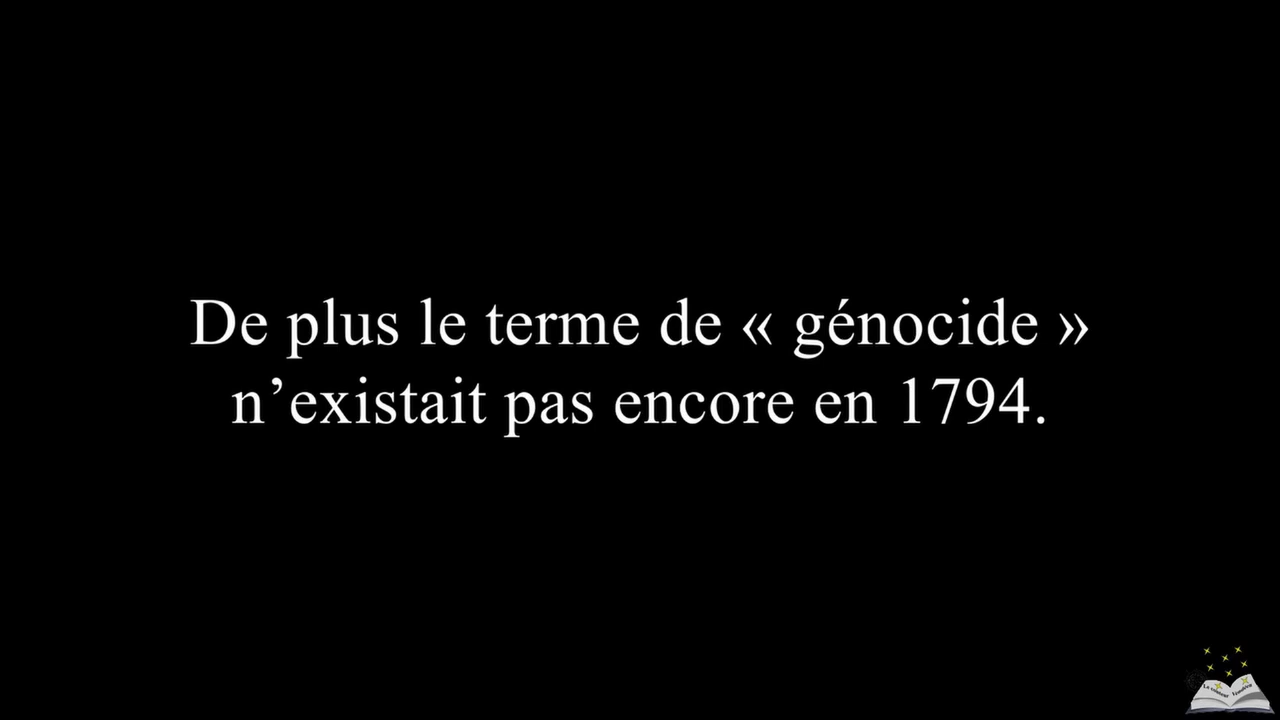 De plus le terme de « génocide »
n’existait pas encore en 1794.